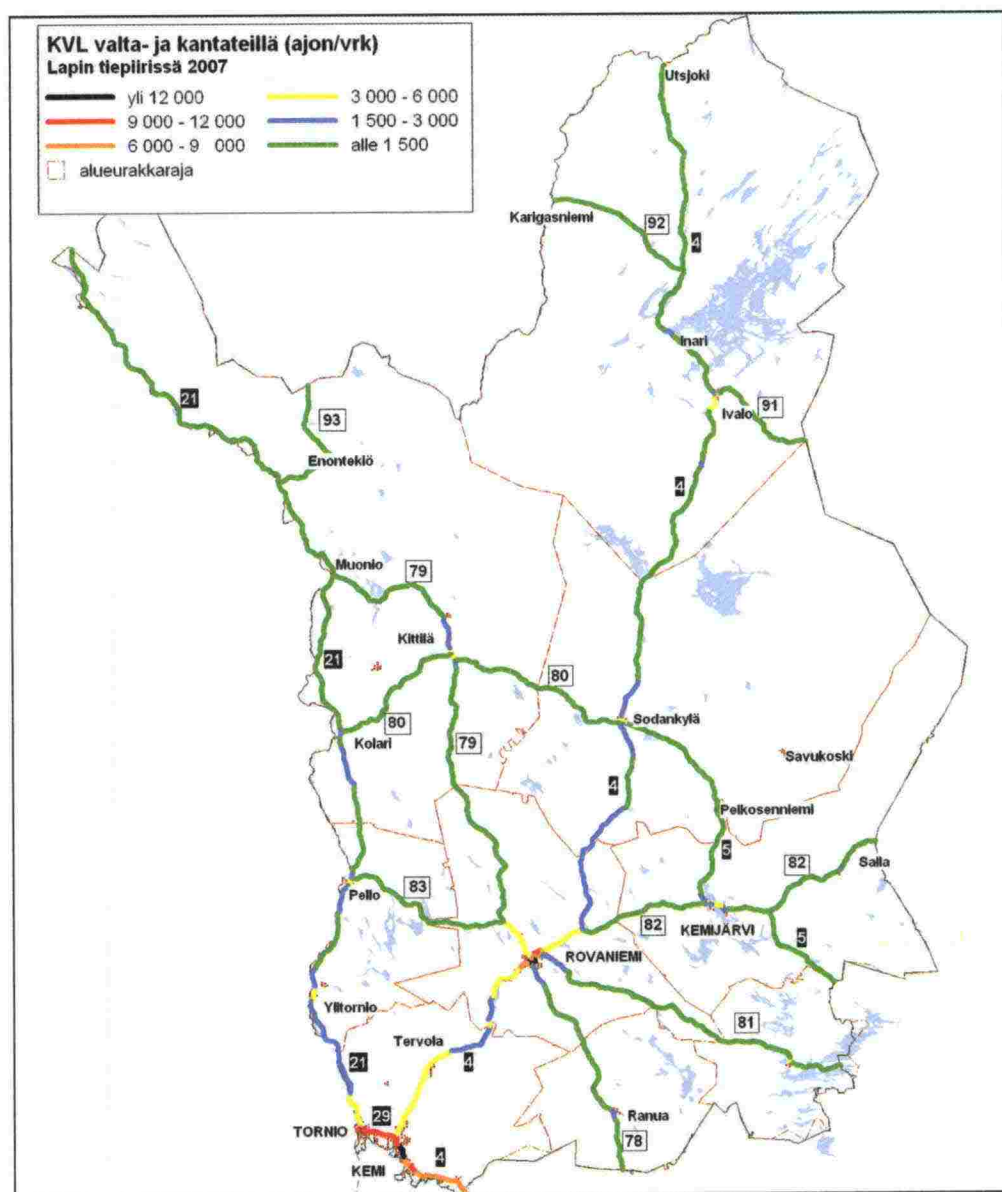 KVL valta- ja kantateillä (ajon/vrk)
Lapin tiepiirissä 2007
yli 12 000
3 000 - 6 000
9 000 - 12 000
1 500 - 3 000
6 000 - 9 000
alle 1 500
alueurakkaraja
Utsjoki
Karigasniemi
92
4
Inari
21
93
Ivalo
91
Enontekiö
4
Muonio
79
Kittilä
21
80
80
Sodankylä
Kolari
79
Savukoski
4
Pelkosenniemi
5
82
Salla
Pello
83
82
KEMIJÄRVI
ROVANIEMI
5
Ylitornio
81
Tervola
21
4
29
Ranua
TORNIO
78
KEMI
4